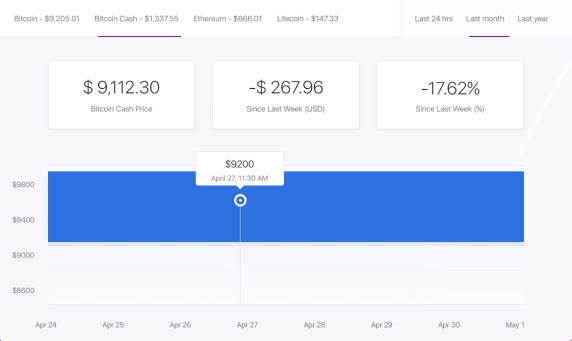 Bitcoin - $9,205.01 Bitcoin Cash - $1,337.55 Ethereum - $666.01 Litecoin - $147.33 Last 24 hrs Last month Last year
$ 9,112.30 -$ 267.96 -17.62%
Bitcoin Cash Price Since Last Week (USD) Since Last Week (%)
$9200
April 27, 11:30 AM
$9800
$9400
$9000
$8600
Apr 24 Apr 25 Apr 26 Apr 27 Apr 28 Apr 29 Apr 30 May 1